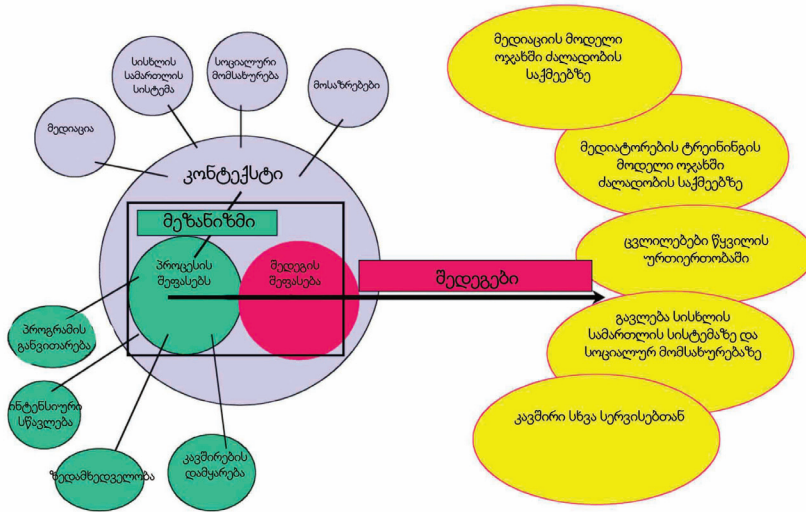 სისხლის
სამართლის
სისტემა
სოციალური
მომსახურება
მოსაზრებები
მედიაცია
კონტექსტი
მექანიზმი
პროცესის
შეფასებს
შედეგის
შეფასება
შედეგები
პროგრამის
განვითარება
ინტენსიური
სწავლება
ზედამხედველობა
კავშირების
დამყარება
მედიაციის მოდელი
ოჯახში ძალადობის
საქმეებზე
მედიატორების ტრეინინგის
მოდელი ოჯახში
ძალადობის საქმეებზე
ცვლილებები წყვილის
ურთიერთობაში
გავლება სისხლის
სამართლის სისტემაზე და
სოციალურ მომსახურებაზე
კავშირი სხვა სერვისებთან